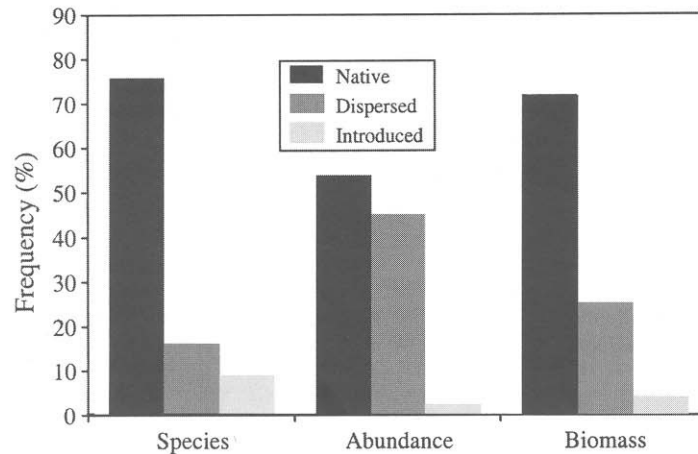 90
80
70
60
50
40
30
20
10
0
Frequency (%)
Native
Dispersed
Introduced
Species Abundance Biomass